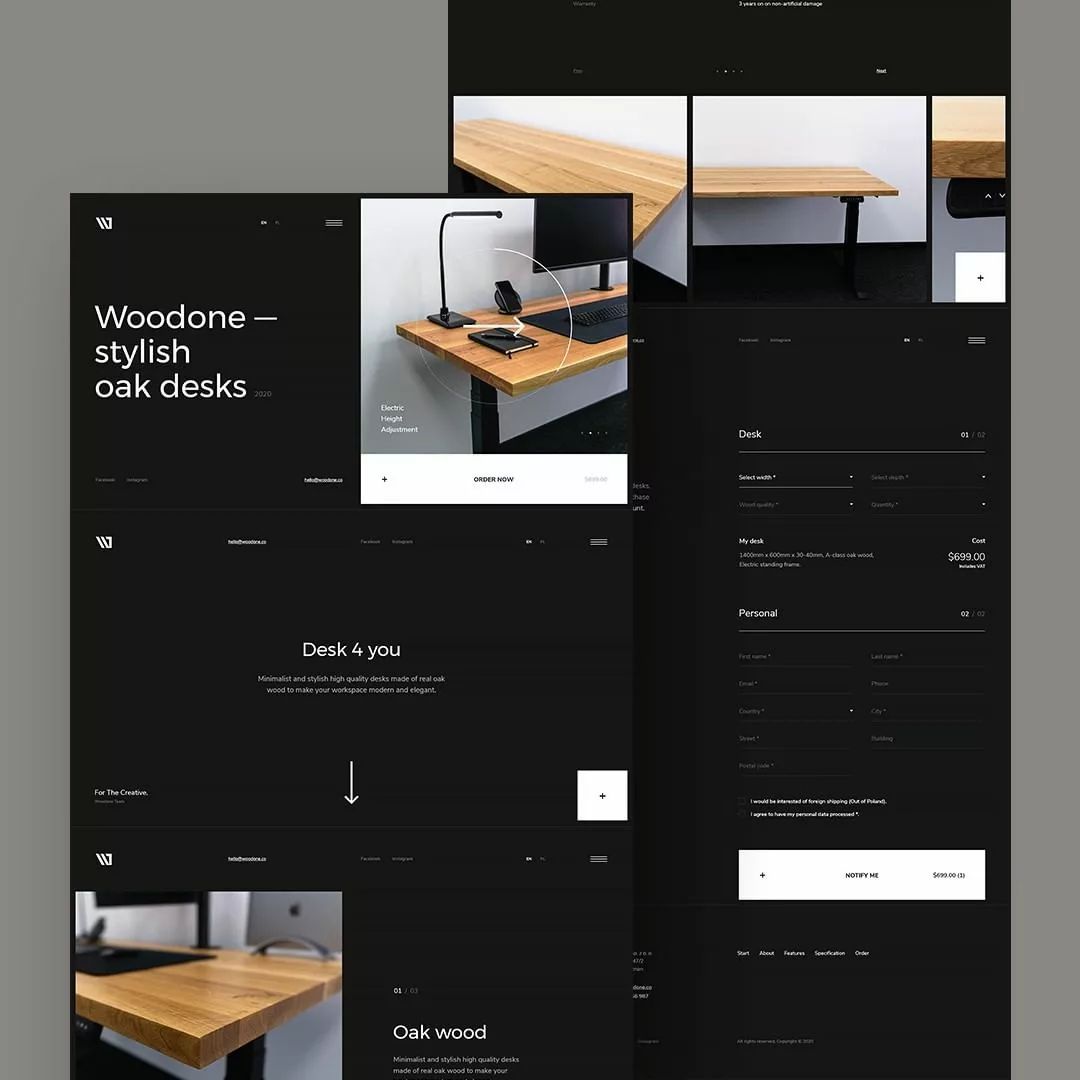 Warranty
3 years on on non-artificial damage
Prev
Next
EN
PL
Woodone —
stylish
oak desks 2020
Electric
Height
Adjustment
Facebook
Instagram
hello@woodone.co
+ ORDER NOW $699.00
hello@woodone.co
Facebook
Instagram
EN
PL
Desk 4 you
Minimalist and stylish high quality desks made of real oak
wood to make your workspace modern and elegant.
For The Creative.
Woodone Team
+
hello@woodone.co
Facebook
Instagram
EN
PL
01 / 03
Oak wood
Minimalist and stylish high quality desks
made of real oak wood to make your
+
Facebook
Instagram
EN
PL
Desk
01 / 02
Select width *
Select depth *
Wood quality *
Quantity *
My desk
Cost
1400mm x 600mm x 30-40mm, A-class oak wood,
Electric standing frame.
$699.00
Includes VAT
Personal
02 / 02
First name *
Last name *
Email *
Phone
Country *
City *
Street *
Building
Postal code *
I would be interested of foreign shipping (Out of Poland).
I agree to have my personal data processed *.
+ NOTIFY ME $699.00 (1)
Start
About
Features
Specification
Order
Instagram
All rights reserved. Copyright © 2020